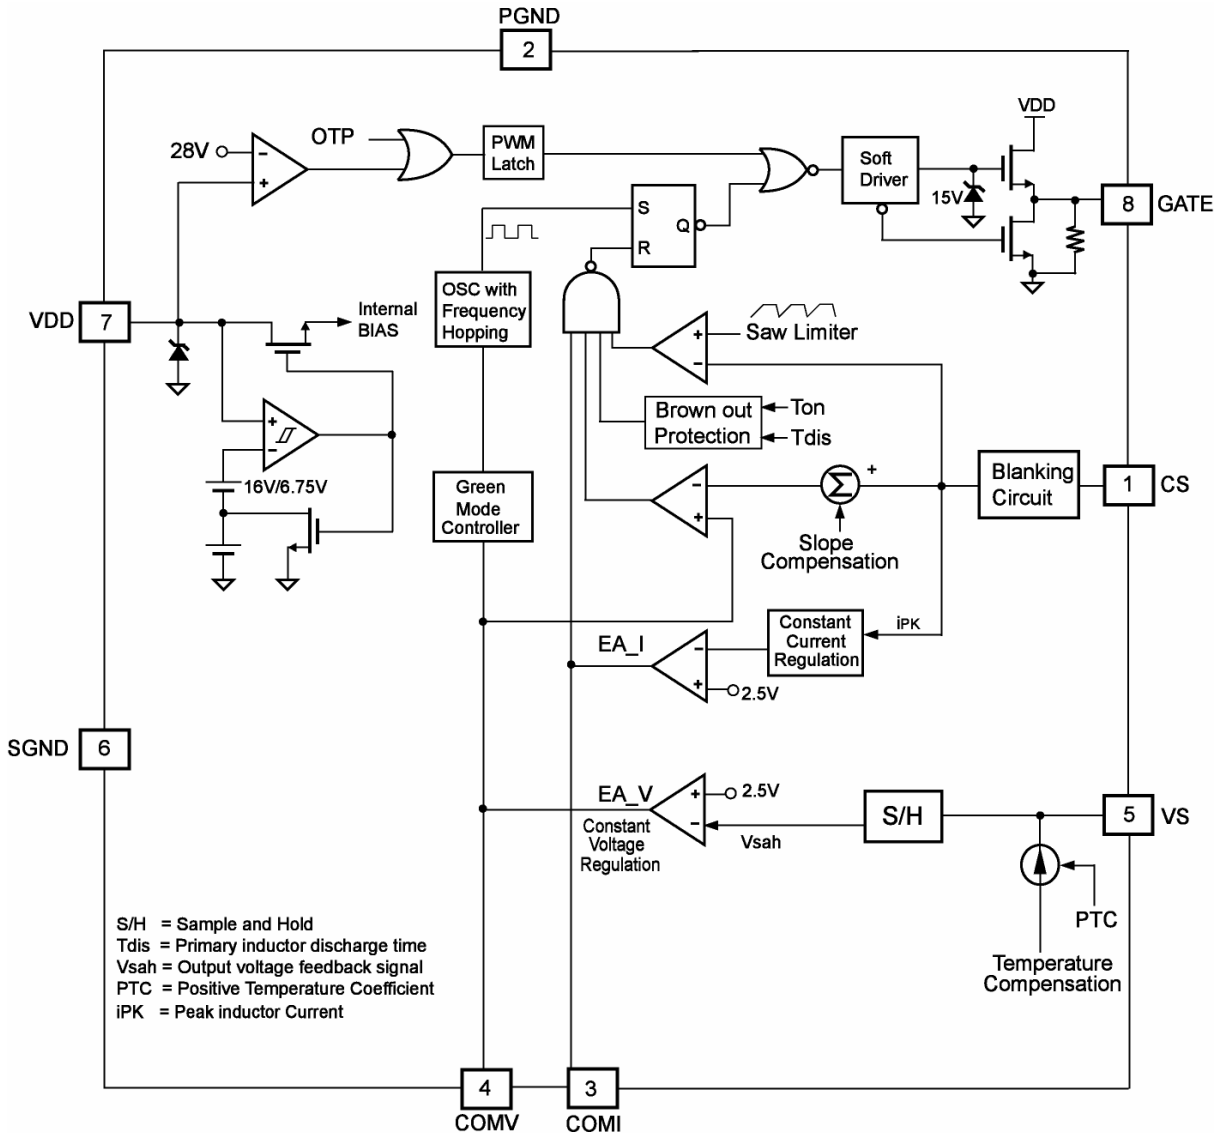 PGND
2
VDD
OTP
28V
−
+
PWM
Latch
Soft
Driver
15V
8
GATE
S
Q
R
OSC with
Frequency
Hopping
VDD
7
Internal
BIAS
+
−
Saw Limiter
Brown out
Protection
Ton
Tdis
+
−
16V/6.75V
Green
Mode
Controller
−
+
Σ
+
Slope
Compensation
Blanking
Circuit
1
CS
EA_I
−
+
2.5V
Constant
Current
Regulation
iPK
SGND
6
EA_V
Constant
Voltage
Regulation
+
−
2.5V
Vsah
S/H
5
VS
PTC
Temperature
Compensation
S/H = Sample and Hold
Tdis = Primary inductor discharge time
Vsah = Output voltage feedback signal
PTC = Positive Temperature Coefficient
iPK = Peak inductor Current
4
COMV
3
COMI